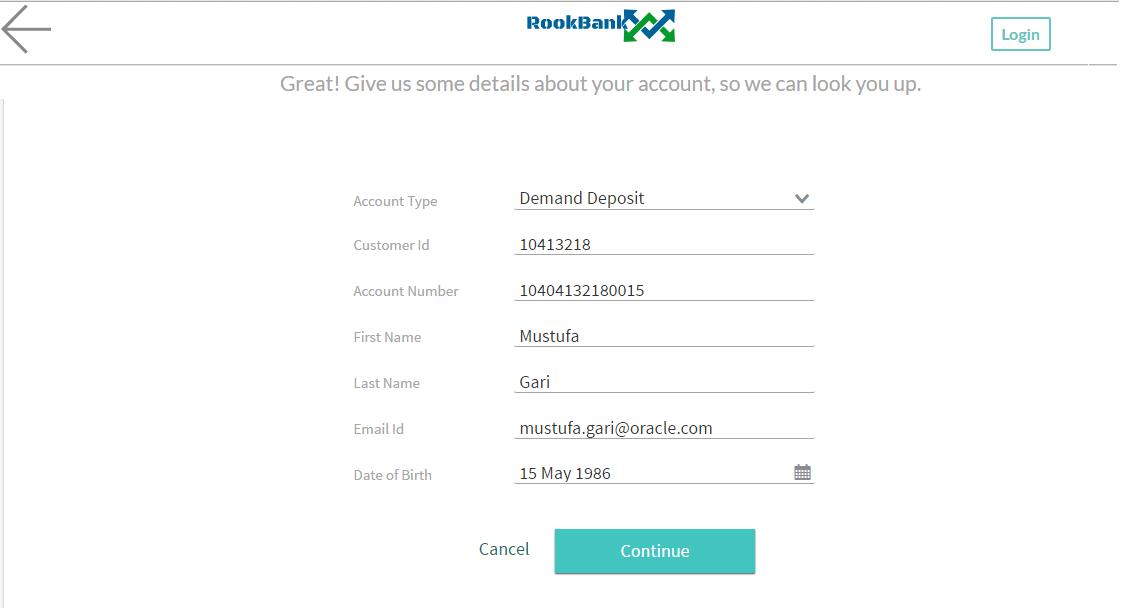 RookBank
Login
Great! Give us some details about your account, so we can look you up.
Account Type Demand Deposit
Customer Id 10413218
Account Number 10404132180015
First Name Mustufa
Last Name Gari
Email Id mustufa.gari@oracle.com
Date of Birth 15 May 1986
Cancel Continue